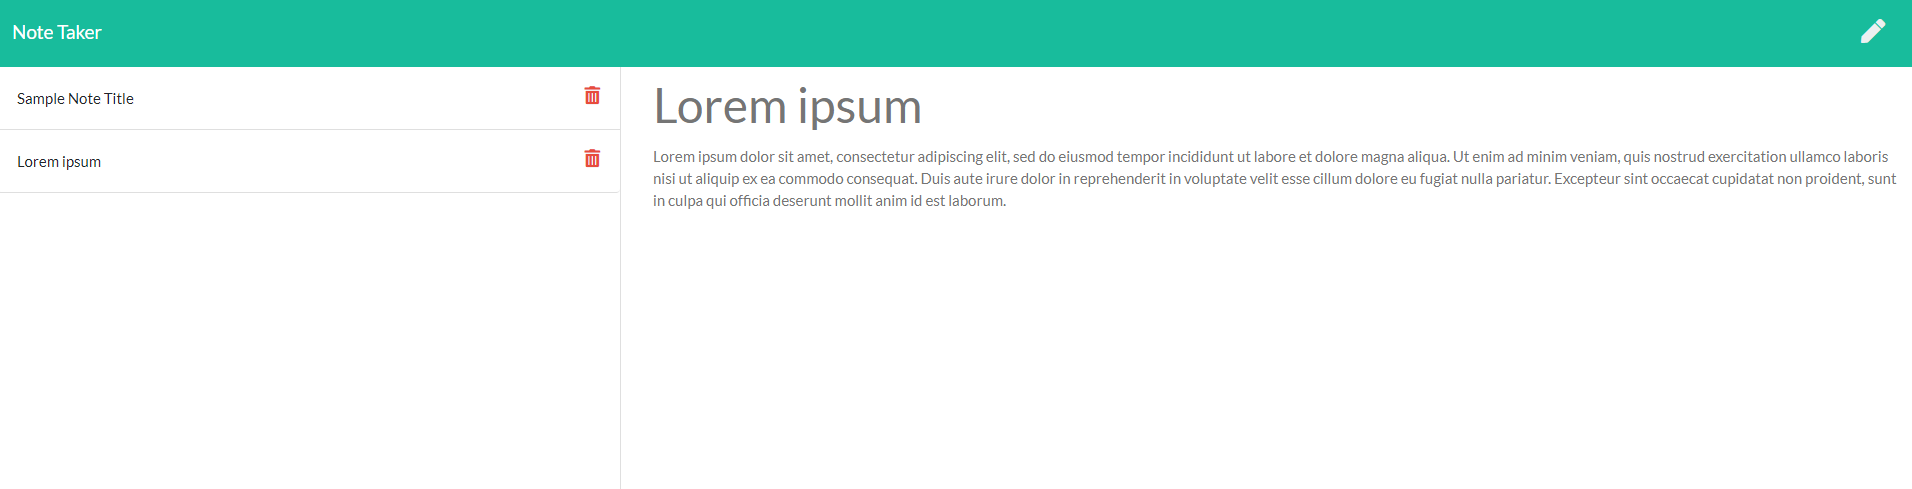 Note Taker
Sample Note Title
Lorem ipsum
Lorem ipsum
Lorem ipsum dolor sit amet, consectetur adipiscing elit, sed do eiusmod tempor incididunt ut labore et dolore magna aliqua. Ut enim ad minim veniam, quis nostrud exercitation ullamco laboris
nisi ut aliquip ex ea commodo consequat. Duis aute irure dolor in reprehenderit in voluptate velit esse cillum dolore eu fugiat nulla pariatur. Excepteur sint occaecat cupidatat non proident, sunt
in culpa qui officia deserunt mollit anim id est laborum.